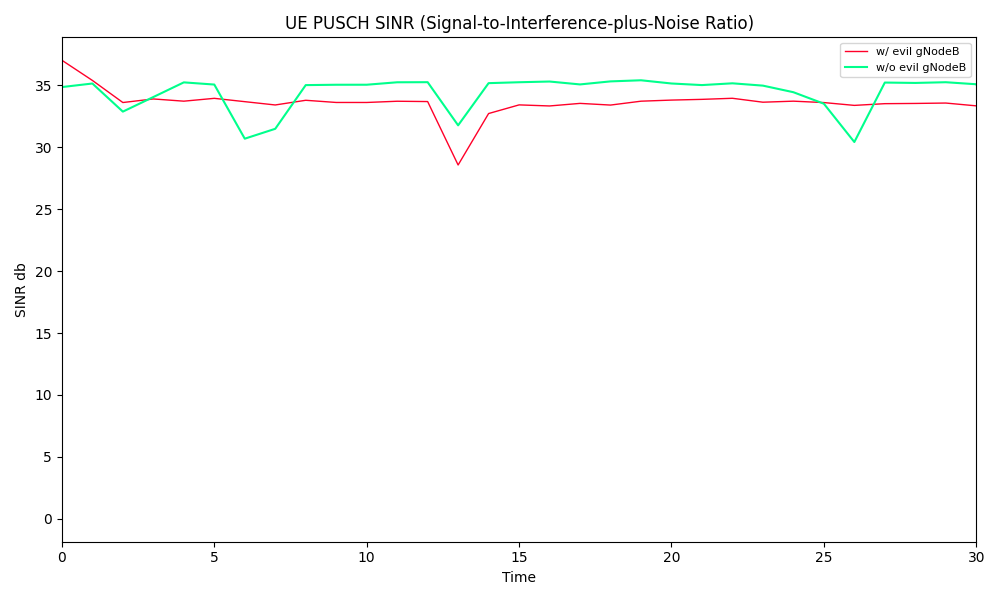 UE PUSCH SINR (Signal-to-Interference-plus-Noise Ratio)
w/ evil gNodeB
w/o evil gNodeB
35
30
25
20
15
10
5
0
SINR db
0 5 10 15 20 25 30
Time